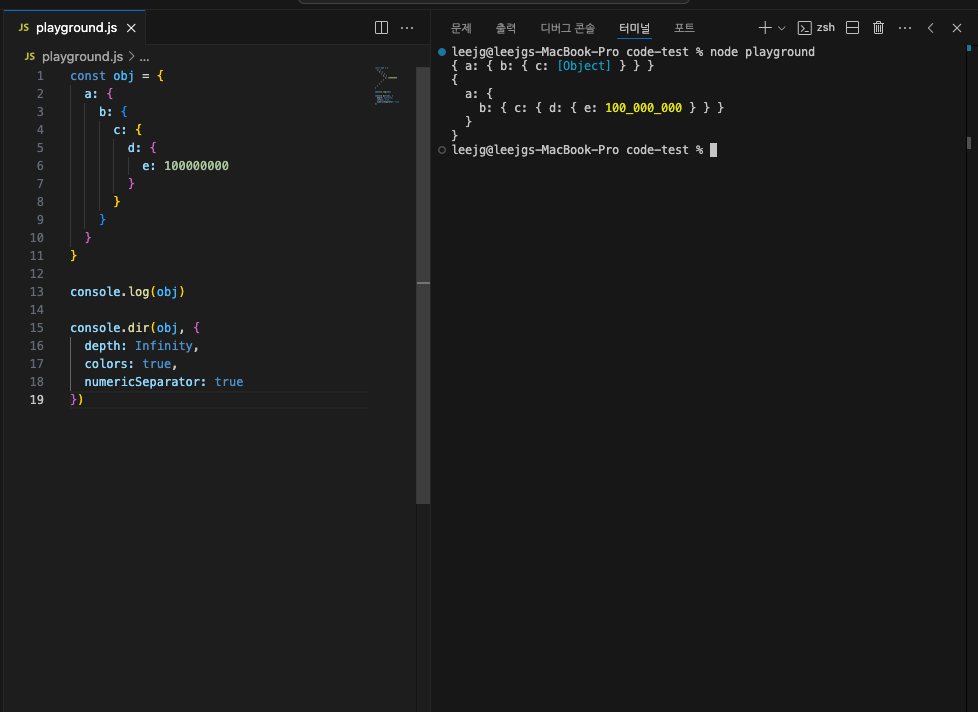 JS playground.js
JS playground.js > ...
1 const obj = {
2 a: {
3 b: {
4 c: {
5 d: {
6 e: 100000000
7 }
8 }
9 }
10 }
11 }
12
13 console.log(obj)
14
15 console.dir(obj, {
16 depth: Infinity,
17 colors: true,
18 numericSeparator: true
19 })
문제 출력 디버그 콘솔 터미널 포트 zsh
leejg@leejgs-MacBook-Pro code-test % node playground
{ a: { b: { c: [Object] } } }
{
a: {
b: { c: { d: { e: 100_000_000 } } }
}
}
leejg@leejgs-MacBook-Pro code-test %